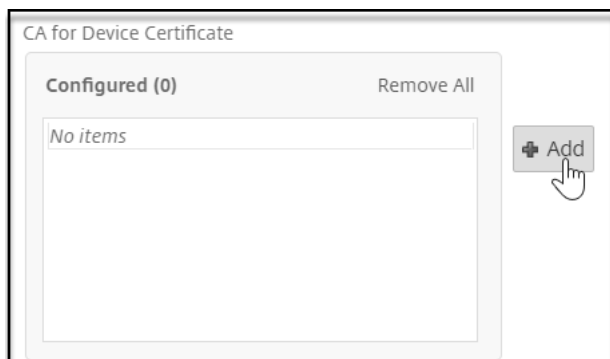 CA for Device Certificate
Configured (0) Remove All
No items
Add